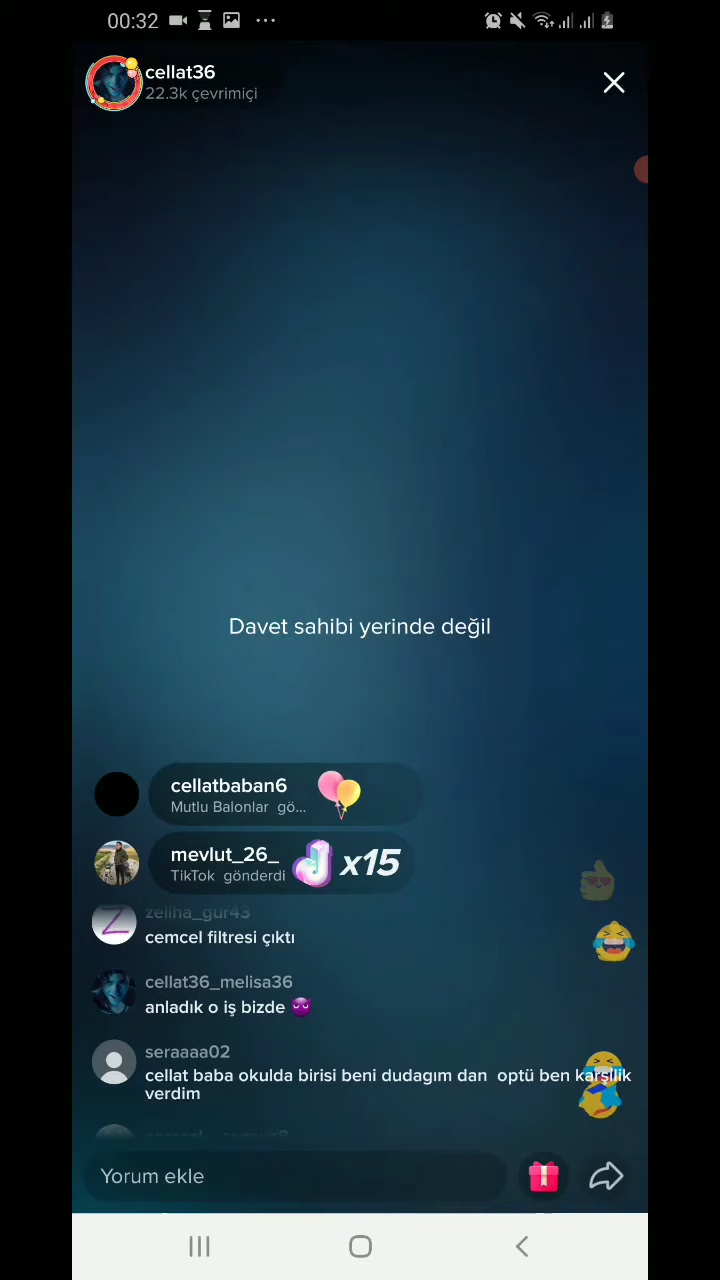 00:32
cellat36
22.3k çevrimiçi
Davet sahibi yerinde değil
cellatbaban6
Mutlu Balonlar gö...
mevlut_26_
TikTok gönderdi x15
zeliha_gur43
cemcel filtresi çıktı
cellat36_melisa36
anladık o iş bizde 😈
seraaaa02
cellat baba okulda birisi beni dudagım dan optü ben karşilik
verdim
Yorum ekle